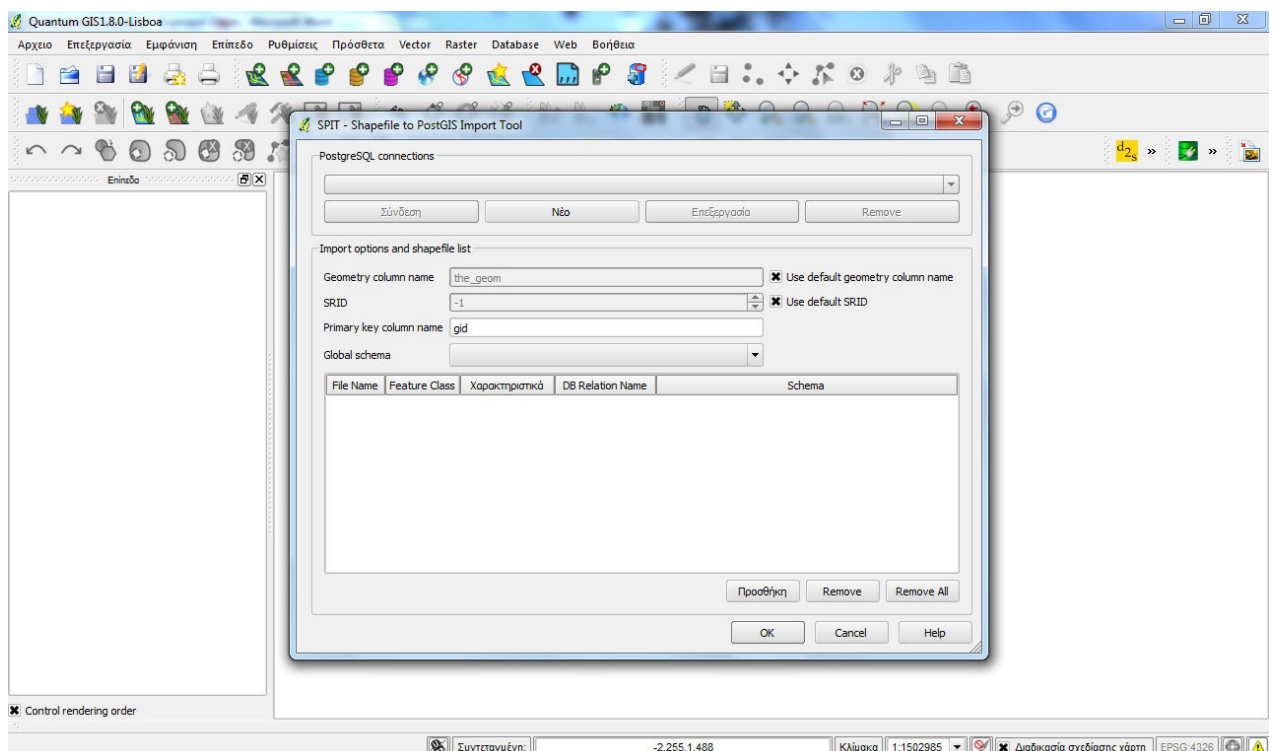 Quantum GIS1.8.0-Lisboa
Αρχειο Επεξεργασία Εμφάνιση Επίπεδο Ρυθμίσεις Πρόσθετα Vector Raster Database Web Βοήθεια
SPIT - Shapefile to PostGIS Import Tool
Επίπεδα
PostgreSQL connections
Σύνδεση Νέο Επεξεργασία Remove
Import options and shapefile list
Geometry column name the_geom Use default geometry column name
SRID -1 Use default SRID
Primary key column name gid
Global schema
File Name Feature Class Χαρακτηριστικά DB Relation Name Schema
Προσθήκη Remove Remove All
OK Cancel Help
Control rendering order
Συντεταγμένη: -2.255,1.488 Κλίμακα 1:1502985 Διαδικασία σχεδίασης χάρτη EPSG:4326